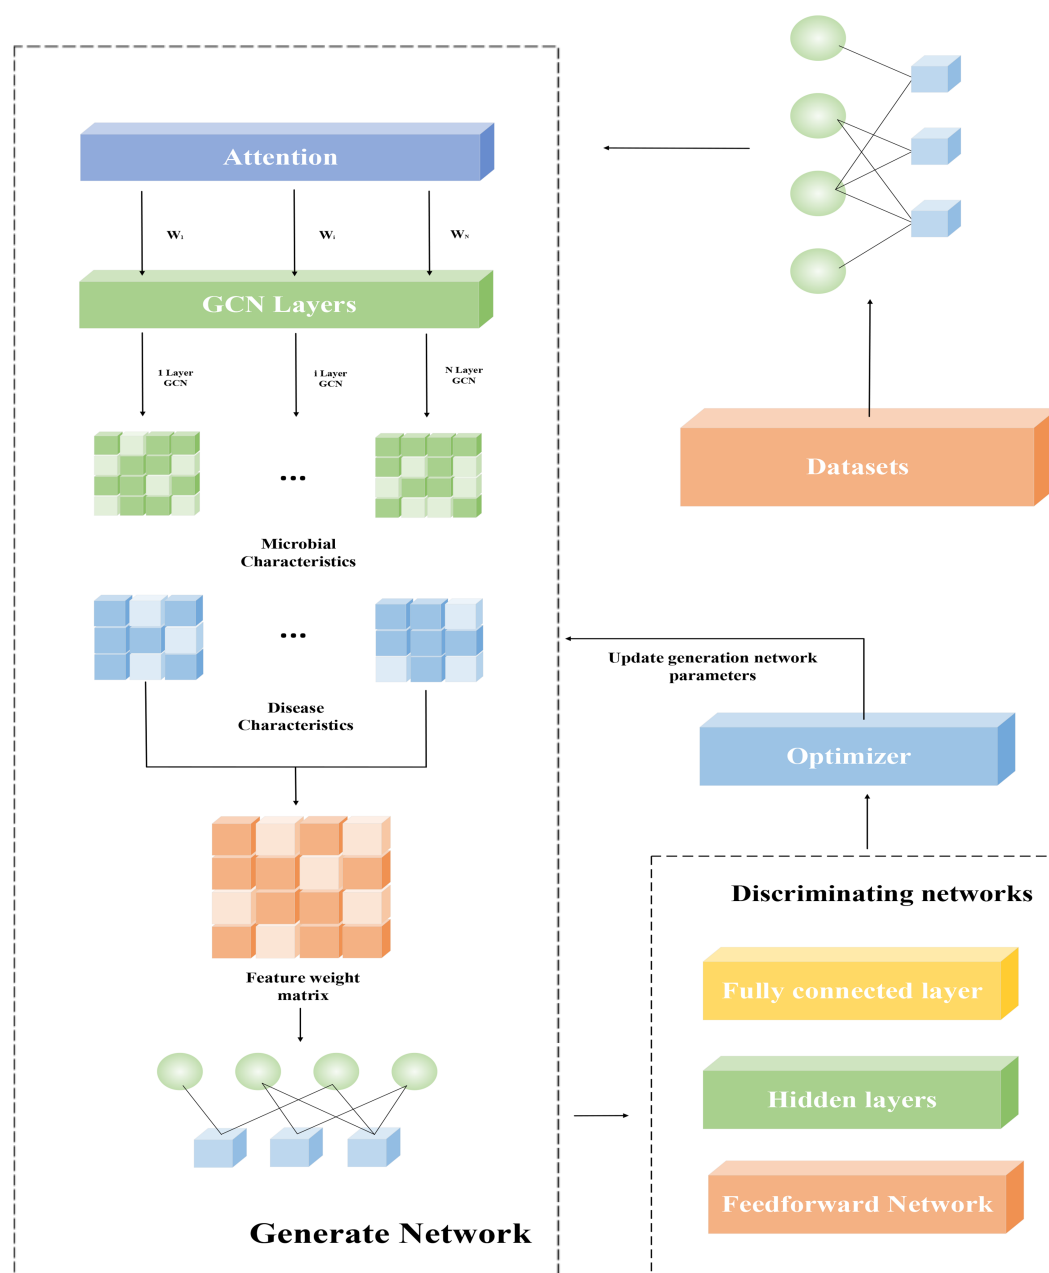 Attention
W₁
Wᵢ
W_N
GCN Layers
1 Layer
GCN
i Layer
GCN
N Layer
GCN
...
Microbial
Characteristics
...
Disease
Characteristics
Feature weight
matrix
Generate Network
Datasets
Update generation network
parameters
Optimizer
Discriminating networks
Fully connected layer
Hidden layers
Feedforward Network